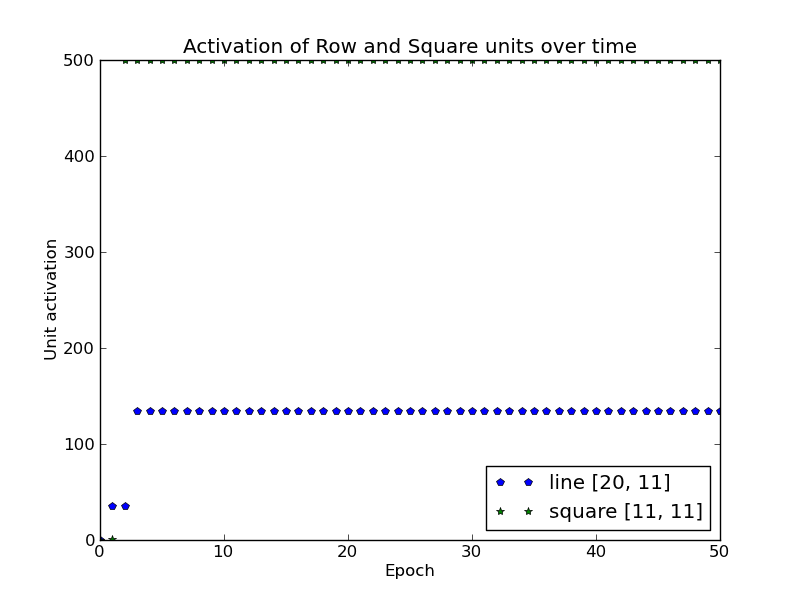 Activation of Row and Square units over time
500
400
300
200
100
0
Unit activation
line [20, 11]
square [11, 11]
0 10 20 30 40 50
Epoch